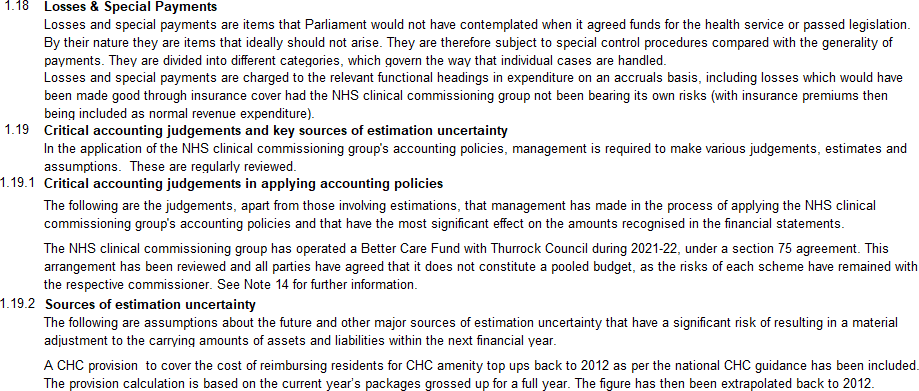 1.18 Losses & Special Payments
Losses and special payments are items that Parliament would not have contemplated when it agreed funds for the health service or passed legislation.
By their nature they are items that ideally should not arise. They are therefore subject to special control procedures compared with the generality of
payments. They are divided into different categories, which govern the way that individual cases are handled.
Losses and special payments are charged to the relevant functional headings in expenditure on an accruals basis, including losses which would have
been made good through insurance cover had the NHS clinical commissioning group not been bearing its own risks (with insurance premiums then
being included as normal revenue expenditure).
1.19 Critical accounting judgements and key sources of estimation uncertainty
In the application of the NHS clinical commissioning group's accounting policies, management is required to make various judgements, estimates and
assumptions. These are regularly reviewed.
1.19.1 Critical accounting judgements in applying accounting policies
The following are the judgements, apart from those involving estimations, that management has made in the process of applying the NHS clinical
commissioning group's accounting policies and that have the most significant effect on the amounts recognised in the financial statements.
The NHS clinical commissioning group has operated a Better Care Fund with Thurrock Council during 2021-22, under a section 75 agreement. This
arrangement has been reviewed and all parties have agreed that it does not constitute a pooled budget, as the risks of each scheme have remained with
the respective commissioner. See Note 14 for further information.
1.19.2 Sources of estimation uncertainty
The following are assumptions about the future and other major sources of estimation uncertainty that have a significant risk of resulting in a material
adjustment to the carrying amounts of assets and liabilities within the next financial year.
A CHC provision to cover the cost of reimbursing residents for CHC amenity top ups back to 2012 as per the national CHC guidance has been included.
The provision calculation is based on the current year's packages grossed up for a full year. The figure has then been extrapolated back to 2012.